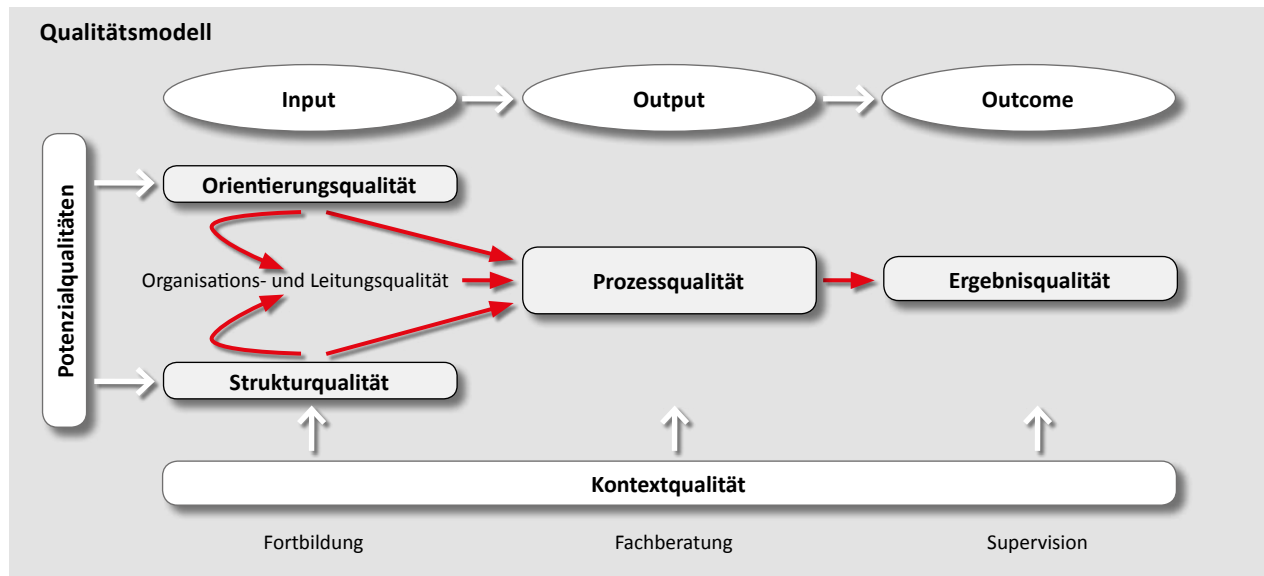 Qualitätsmodell
Input
Output
Outcome
Potenzialqualitäten
Orientierungsqualität
Organisations- und Leitungsqualität
Prozessqualität
Ergebnisqualität
Strukturqualität
Kontextqualität
Fortbildung
Fachberatung
Supervision